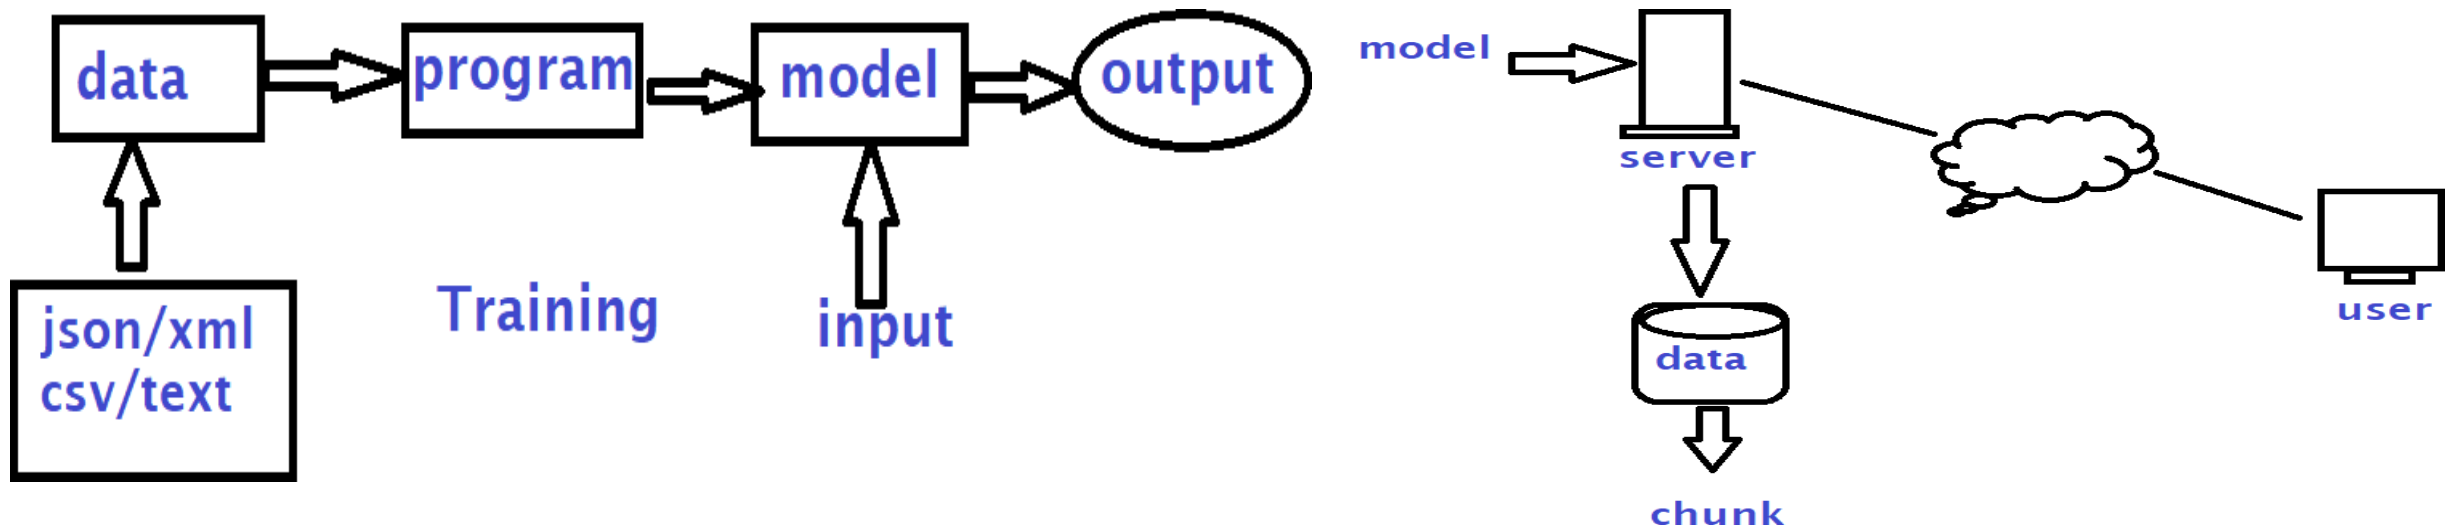 data
program
model
output
json/xml
csv/text
Training
input
model
server
data
chunk
user